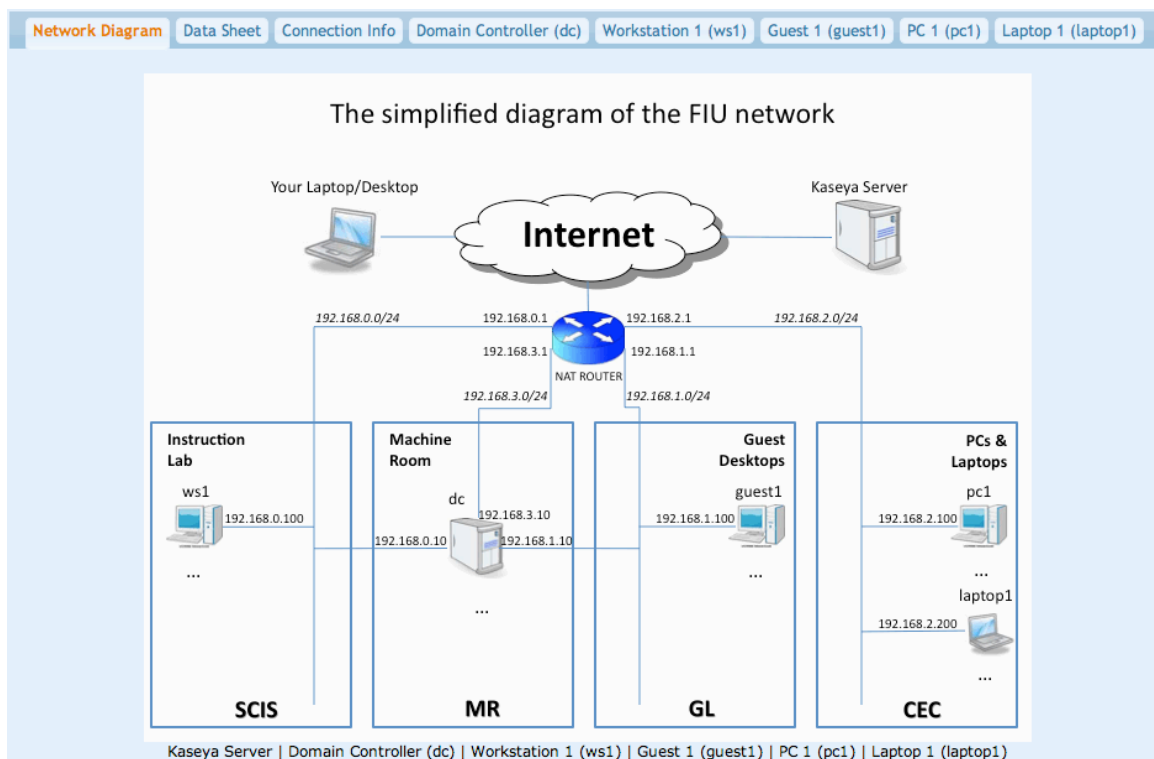 Network Diagram Data Sheet Connection Info Domain Controller (dc) Workstation 1 (ws1) Guest 1 (guest1) PC 1 (pc1) Laptop 1 (laptop1)
The simplified diagram of the FIU network
Your Laptop/Desktop
Kaseya Server
Internet
192.168.0.0/24
192.168.0.1
192.168.2.1
192.168.2.0/24
192.168.3.1
192.168.1.1
NAT ROUTER
192.168.3.0/24
192.168.1.0/24
Instruction
Lab
ws1
192.168.0.100
...
SCIS
Machine
Room
dc
192.168.3.10
192.168.0.10
192.168.1.10
...
MR
Guest
Desktops
guest1
192.168.1.100
...
GL
PCs &
Laptops
pc1
192.168.2.100
...
laptop1
192.168.2.200
...
CEC
Kaseya Server | Domain Controller (dc) | Workstation 1 (ws1) | Guest 1 (guest1) | PC 1 (pc1) | Laptop 1 (laptop1)